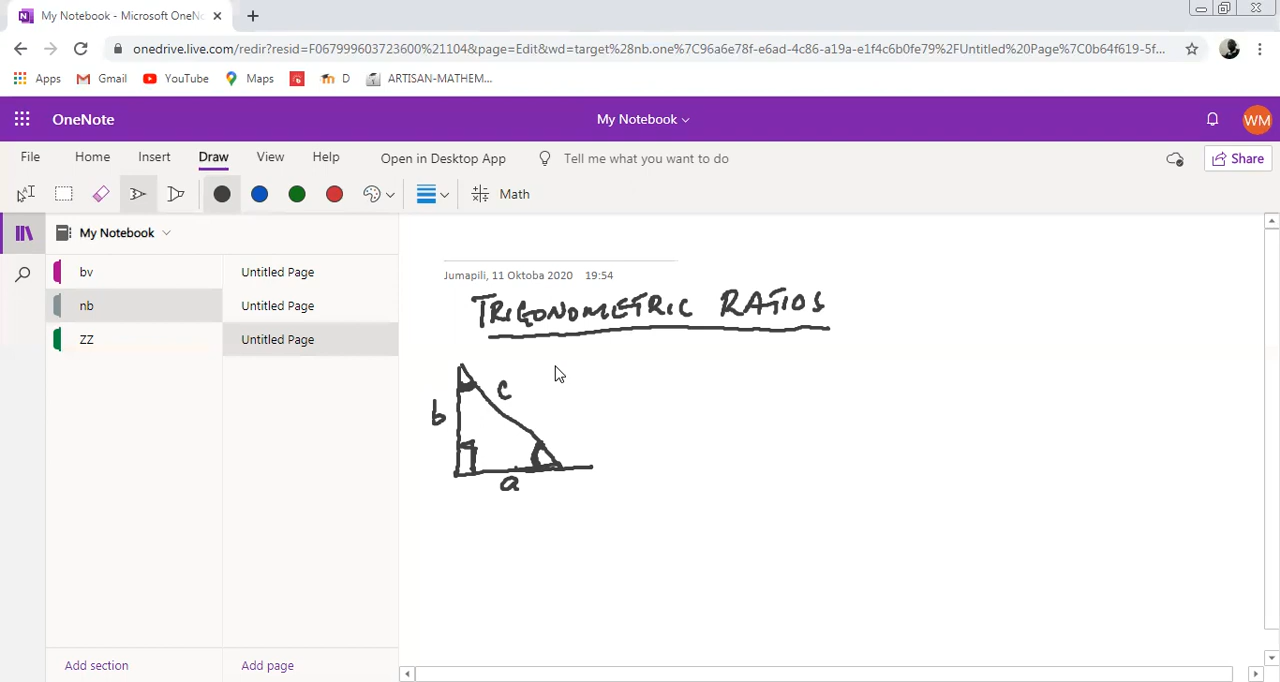 My Notebook - Microsoft OneNo
onedrive.live.com/redir?resid=F067999603723600%21104&page=Edit&wd=target%28nb.one%7C96a6e78f-e6ad-4c86-a19a-e1f4c6b0fe79%2FUntitled%20Page%7C0b64f619-5f...
Apps Gmail YouTube Maps D ARTISAN-MATHEM...
OneNote My Notebook WM
File Home Insert Draw View Help Open in Desktop App Tell me what you want to do Share
Math
My Notebook
bv Untitled Page
nb Untitled Page
ZZ Untitled Page
Jumapili, 11 Oktoba 2020 19:54
TRIGONOMETRIC RATIOS
c
b
a
Add section Add page